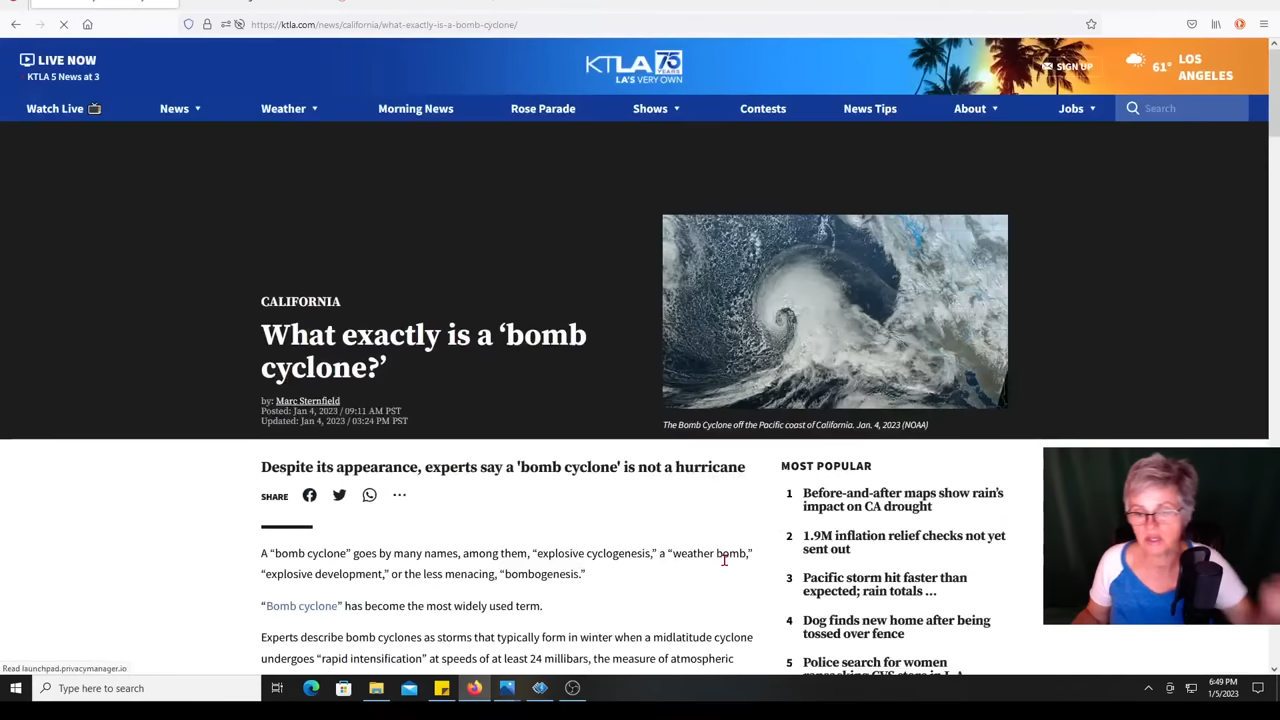 https://ktla.com/news/california/what-exactly-is-a-bomb-cyclone/
LIVE NOW
KTLA 5 News at 3
KTLA 75
YEARS
LA'S VERY OWN
SIGN UP
61°
LOS
ANGELES
Watch Live
News
Weather
Morning News
Rose Parade
Shows
Contests
News Tips
About
Jobs
Search
CALIFORNIA
What exactly is a ‘bomb
cyclone?’
by: Marc Sternfield
Posted: Jan 4, 2023 / 09:11 AM PST
Updated: Jan 4, 2023 / 03:24 PM PST
The Bomb Cyclone off the Pacific coast of California. Jan. 4, 2023 (NOAA)
Despite its appearance, experts say a 'bomb cyclone' is not a hurricane
SHARE
A “bomb cyclone” goes by many names, among them, “explosive cyclogenesis,” a “weather bomb,”
“explosive development,” or the less menacing, “bombogenesis.”
“Bomb cyclone” has become the most widely used term.
Experts describe bomb cyclones as storms that typically form in winter when a midlatitude cyclone
undergoes “rapid intensification” at speeds of at least 24 millibars, the measure of atmospheric
MOST POPULAR
1 Before-and-after maps show rain’s
impact on CA drought
2 1.9M inflation relief checks not yet
sent out
3 Pacific storm hit faster than
expected; rain totals …
4 Dog finds new home after being
tossed over fence
5 Police search for women
Read launchpad.privacymanager.io
Type here to search
6:49 PM
1/5/2023